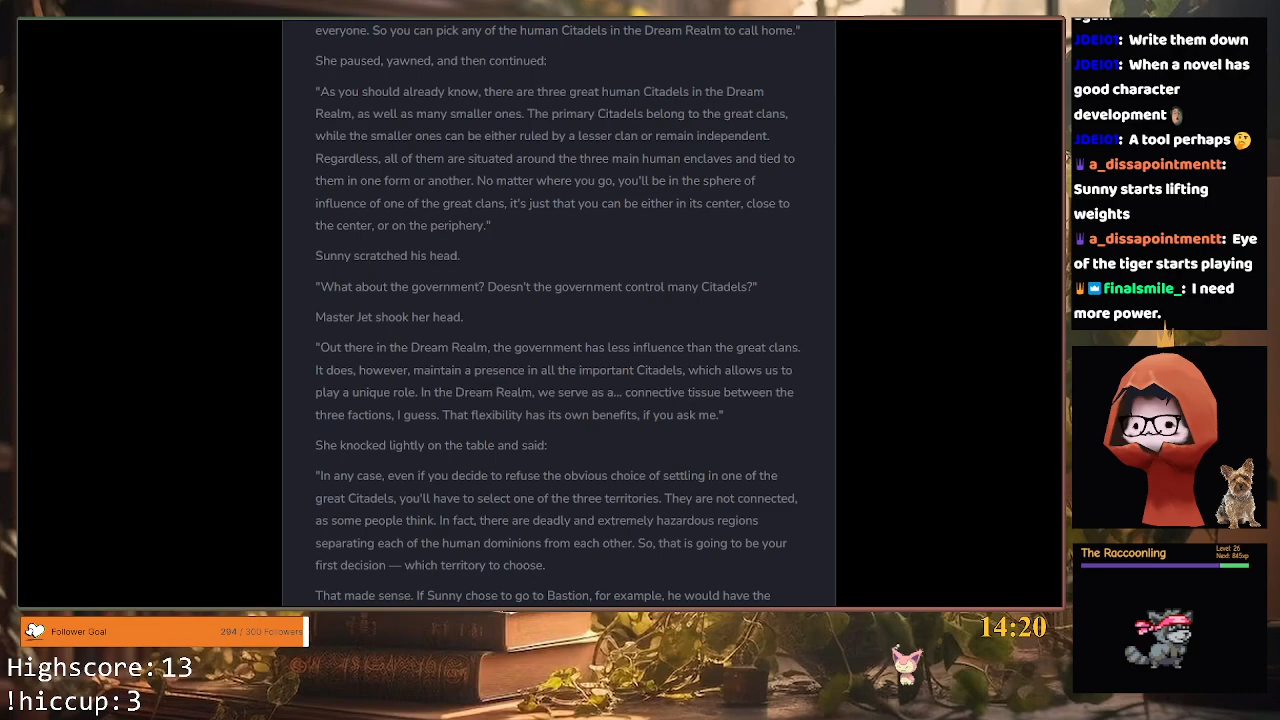 everyone. So you can pick any of the human Citadels in the Dream Realm to call home."
She paused, yawned, and then continued:
"As you should already know, there are three great human Citadels in the Dream
Realm, as well as many smaller ones. The primary Citadels belong to the great clans,
while the smaller ones can be either ruled by a lesser clan or remain independent.
Regardless, all of them are situated around the three main human enclaves and tied to
them in one form or another. No matter where you go, you'll be in the sphere of
influence of one of the great clans, it's just that you can be either in its center, close to
the center, or on the periphery."
Sunny scratched his head.
"What about the government? Doesn't the government control many Citadels?"
Master Jet shook her head.
"Out there in the Dream Realm, the government has less influence than the great clans.
It does, however, maintain a presence in all the important Citadels, which allows us to
play a unique role. In the Dream Realm, we serve as a... connective tissue between the
three factions, I guess. That flexibility has its own benefits, if you ask me."
She knocked lightly on the table and said:
"In any case, even if you decide to refuse the obvious choice of settling in one of the
great Citadels, you'll have to select one of the three territories. They are not connected,
as some people think. In fact, there are deadly and extremely hazardous regions
separating each of the human dominions from each other. So, that is going to be your
first decision — which territory to choose.
That made sense. If Sunny chose to go to Bastion, for example, he would have the
JDEI01: Write them down
JDEI01: When a novel has
good character
development
JDEI01: A tool perhaps 🤔
a_dissapointmentt:
Sunny starts lifting
weights
a_dissapointmentt: Eye
of the tiger starts playing
finalsmile_: I need
more power.
The Raccoonling
Level: 26
Next: 845xp
Follower Goal
294 / 300 Followers
14:20
Highscore:13
!hiccup:3